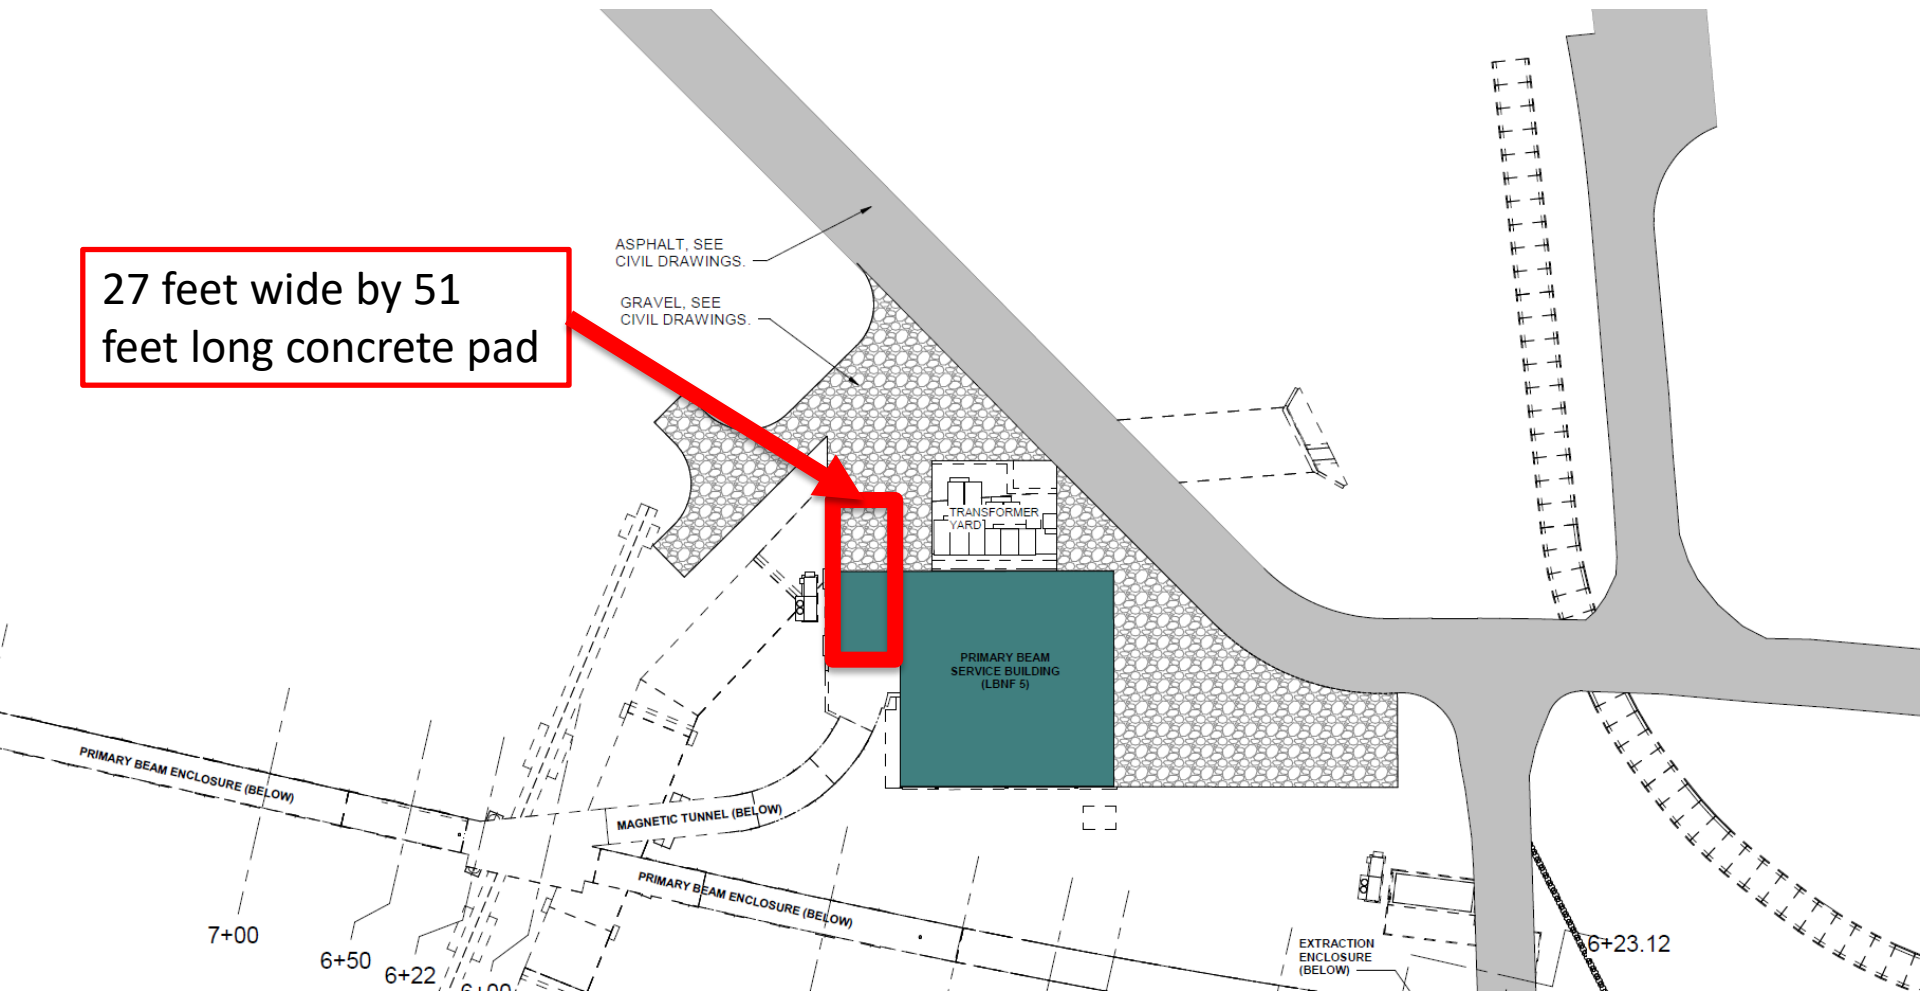 27 feet wide by 51
feet long concrete pad
ASPHALT, SEE
CIVIL DRAWINGS.
GRAVEL, SEE
CIVIL DRAWINGS.
TRANSFORMER
YARD
PRIMARY BEAM
SERVICE BUILDING
(LBNF 5)
PRIMARY BEAM ENCLOSURE (BELOW)
MAGNETIC TUNNEL (BELOW)
PRIMARY BEAM ENCLOSURE (BELOW)
7+00
6+50
6+22
6+00
EXTRACTION
ENCLOSURE
(BELOW)
6+23.12